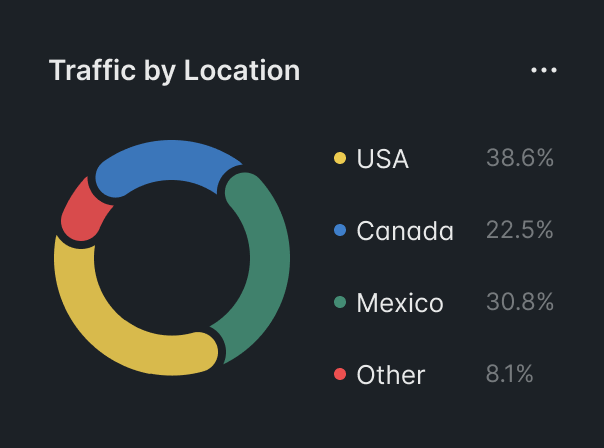 Traffic by Location
USA 38.6%
Canada 22.5%
Mexico 30.8%
Other 8.1%